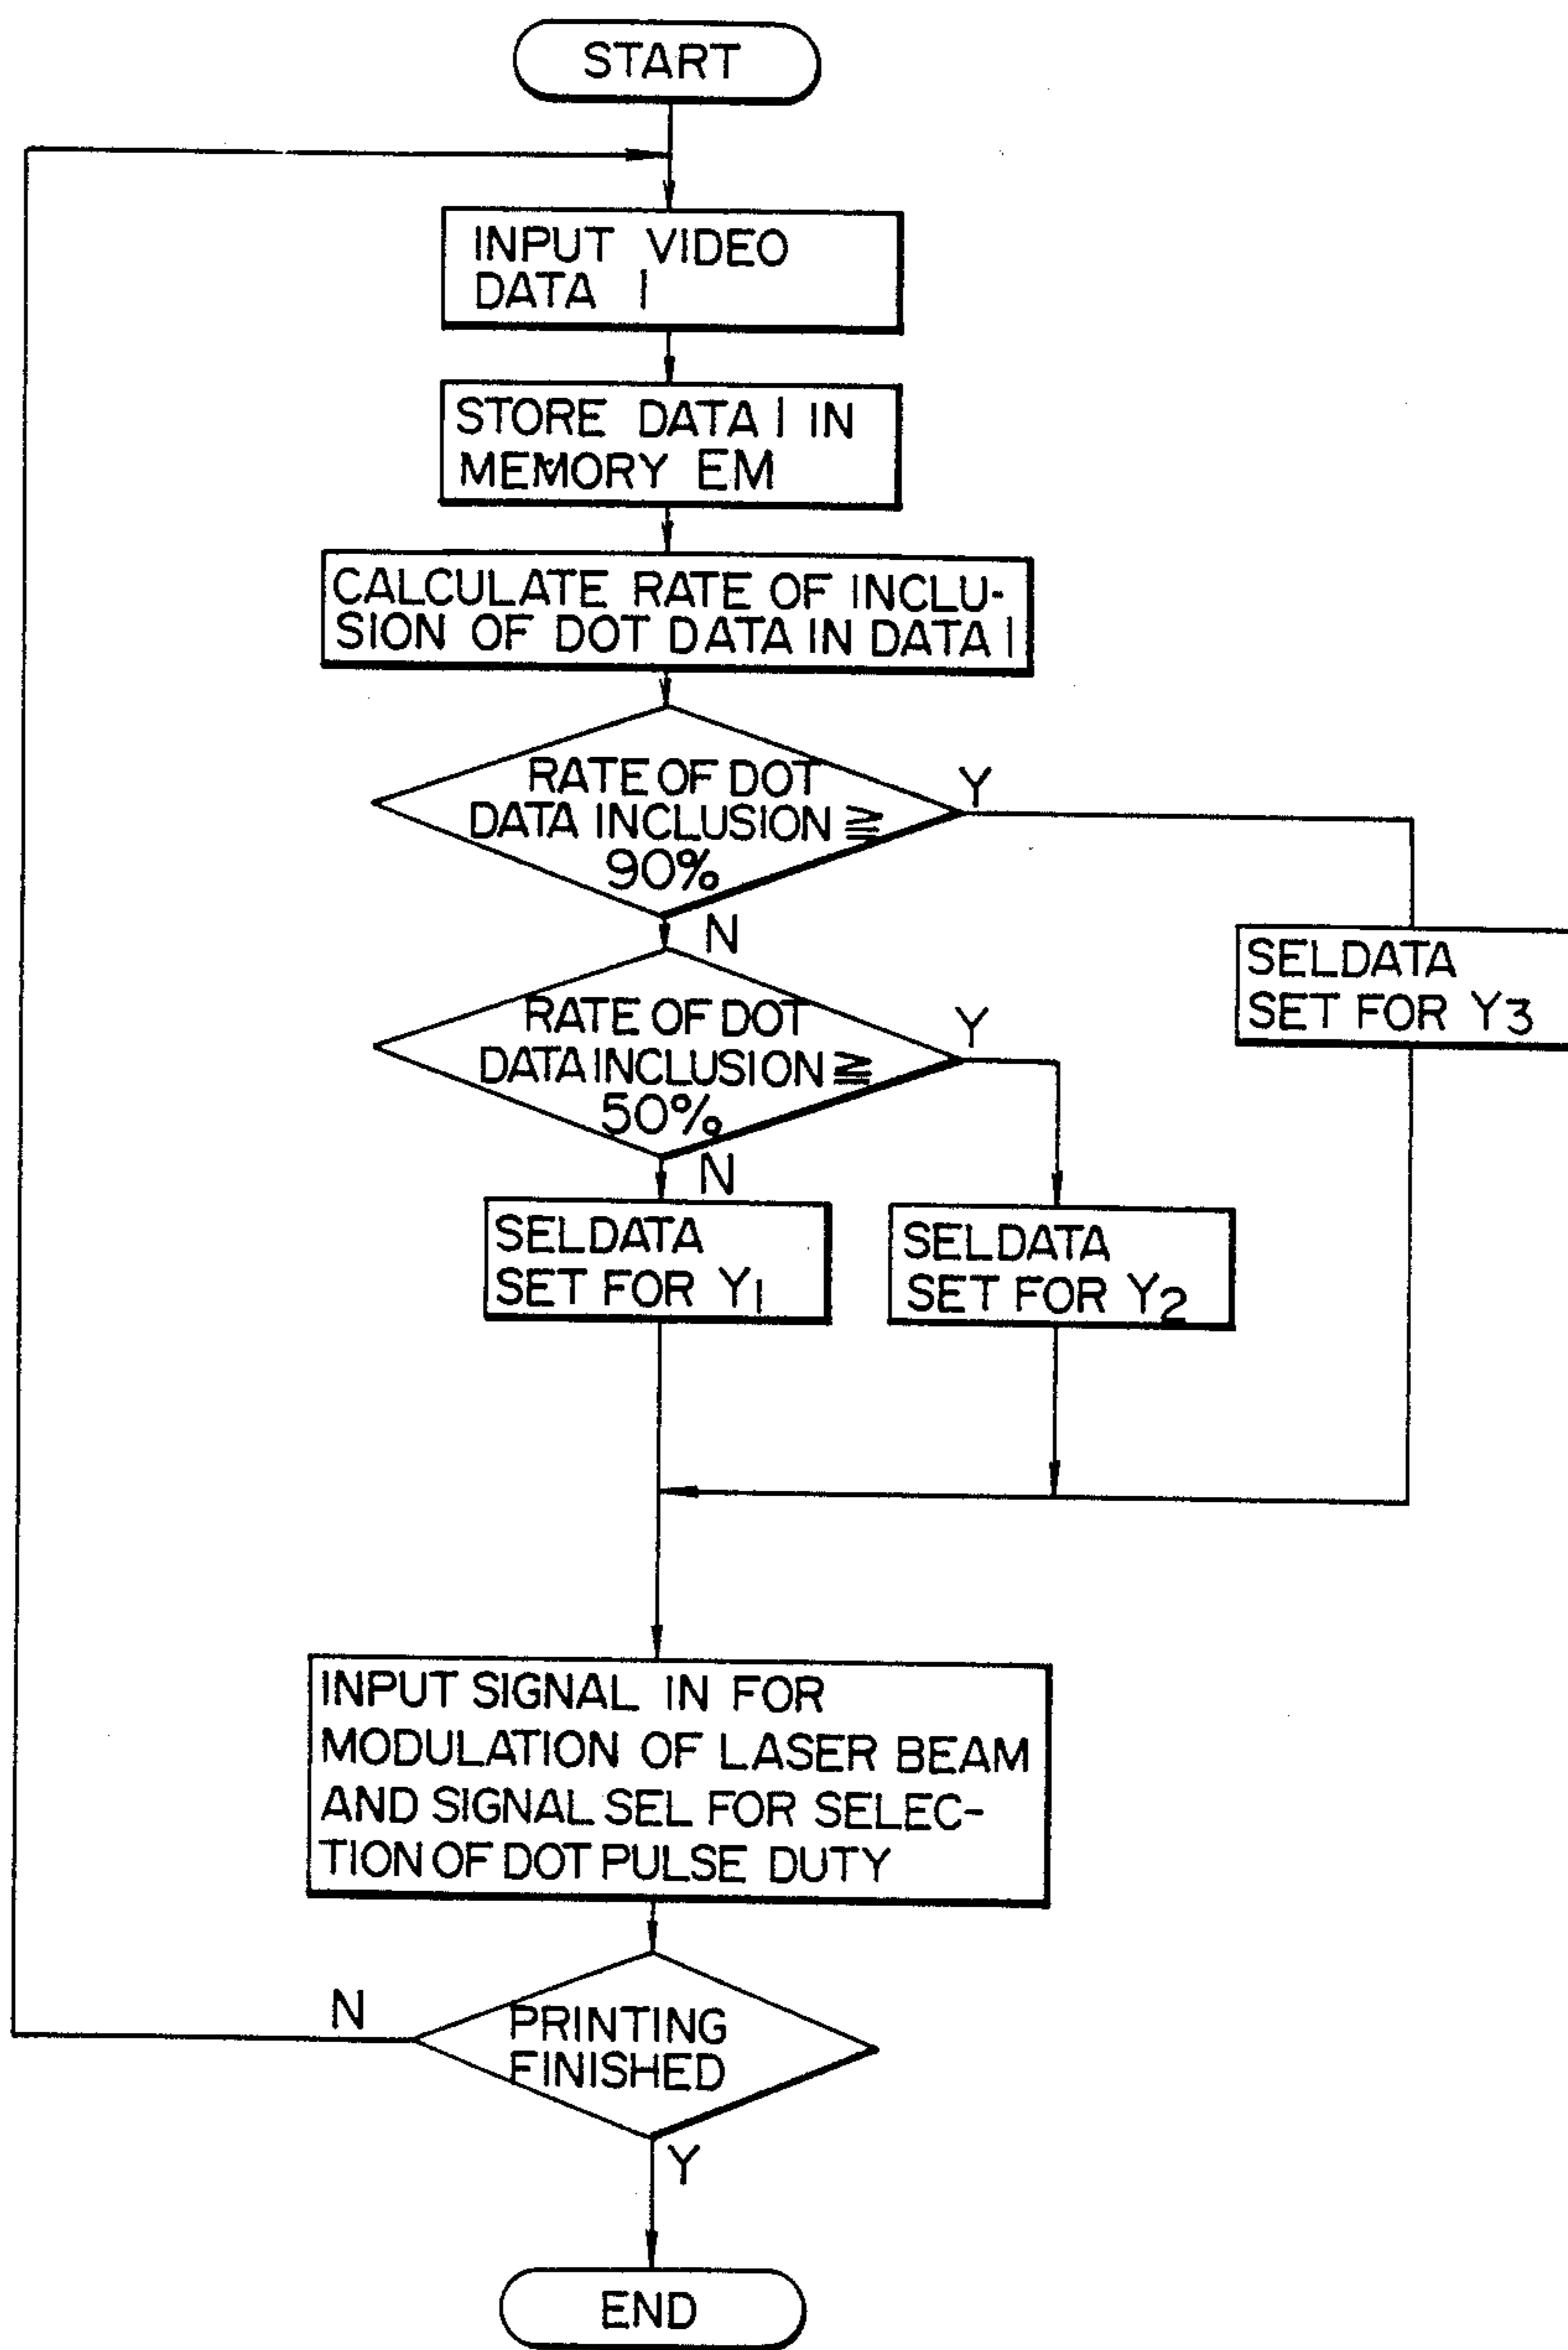 START
INPUT VIDEO
DATA I
STORE DATA I IN
MEMORY EM
CALCULATE RATE OF INCLU-
SION OF DOT DATA IN DATA I
RATE OF DOT
DATA INCLUSION ≧
90%
Y
N
SELDATA
SET FOR Y3
RATE OF DOT
DATA INCLUSION ≧
50%
Y
N
SELDATA
SET FOR Y1
SELDATA
SET FOR Y2
INPUT SIGNAL IN FOR
MODULATION OF LASER BEAM
AND SIGNAL SEL FOR SELEC-
TION OF DOT PULSE DUTY
N
PRINTING
FINISHED
Y
END